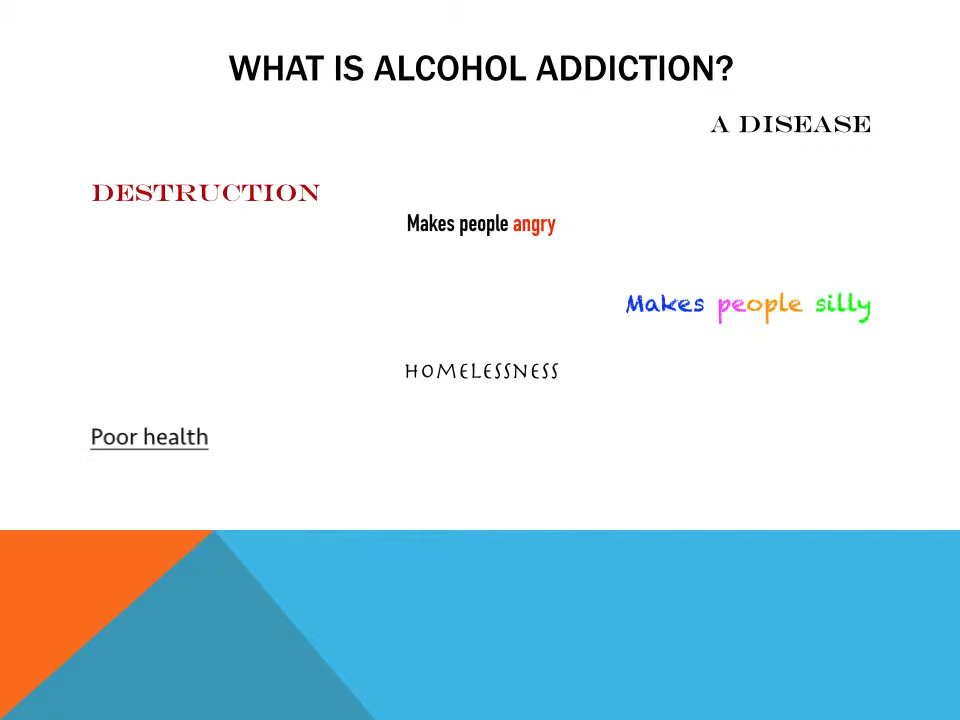 WHAT IS ALCOHOL ADDICTION?
A DISEASE
DESTRUCTION
Makes people angry
Makes people silly
HOMELESSNESS
Poor health